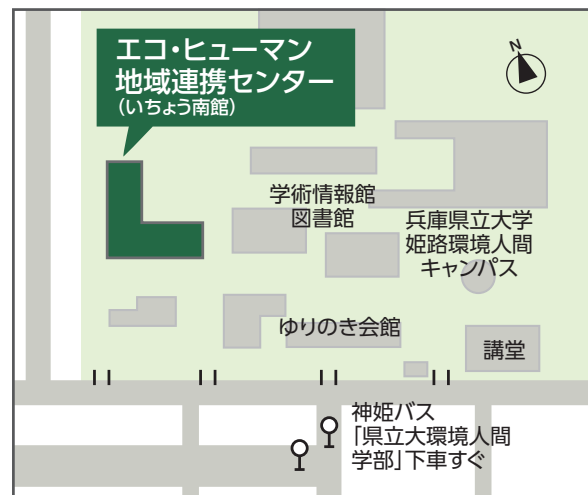 エコ・ヒューマン
地域連携センター
(いちょう南館)
N
学術情報館
図書館
兵庫県立大学
姫路環境人間
キャンパス
ゆりのき会館
講堂
神姫バス
「県立大環境人間
学部」下車すぐ